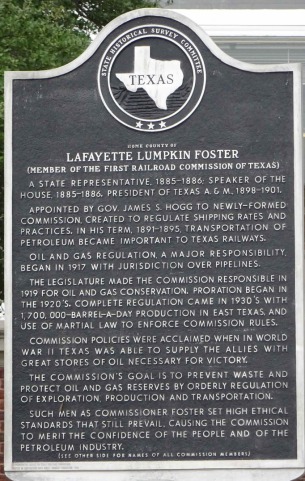 STATE HISTORICAL SURVEY COMMITTEE
TEXAS
HOME COUNTY OF
LAFAYETTE LUMPKIN FOSTER
(MEMBER OF THE FIRST RAILROAD COMMISSION OF TEXAS)
A STATE REPRESENTATIVE, 1885-1886; SPEAKER OF THE
HOUSE, 1885-1886. PRESIDENT OF TEXAS A. & M., 1898-1901.
APPOINTED BY GOV. JAMES S. HOGG TO NEWLY-FORMED
COMMISSION, CREATED TO REGULATE SHIPPING RATES AND
PRACTICES. IN HIS TERM, 1891-1895, TRANSPORTATION OF
PETROLEUM BECAME IMPORTANT TO TEXAS RAILWAYS.
OIL AND GAS REGULATION, A MAJOR RESPONSIBILITY,
BEGAN IN 1917 WITH JURISDICTION OVER PIPELINES.
THE LEGISLATURE MADE THE COMMISSION RESPONSIBLE IN
1919 FOR OIL AND GAS CONSERVATION. PRORATION BEGAN IN
THE 1920'S. COMPLETE REGULATION CAME IN 1930'S WITH
1,700,000-BARREL-A-DAY PRODUCTION IN EAST TEXAS, AND
USE OF MARTIAL LAW TO ENFORCE COMMISSION RULES.
COMMISSION POLICIES WERE ACCLAIMED WHEN IN WORLD
WAR II TEXAS WAS ABLE TO SUPPLY THE ALLIES WITH
GREAT STORES OF OIL NECESSARY FOR VICTORY.
THE COMMISSION'S GOAL IS TO PREVENT WASTE AND
PROTECT OIL AND GAS RESERVES BY ORDERLY REGULATION
OF EXPLORATION, PRODUCTION AND TRANSPORTATION.
SUCH MEN AS COMMISSIONER FOSTER SET HIGH ETHICAL
STANDARDS THAT STILL PREVAIL, CAUSING THE COMMISSION
TO MERIT THE CONFIDENCE OF THE PEOPLE AND OF THE
PETROLEUM INDUSTRY.
(SEE OTHER SIDE FOR NAMES OF ALL COMMISSION MEMBERS)